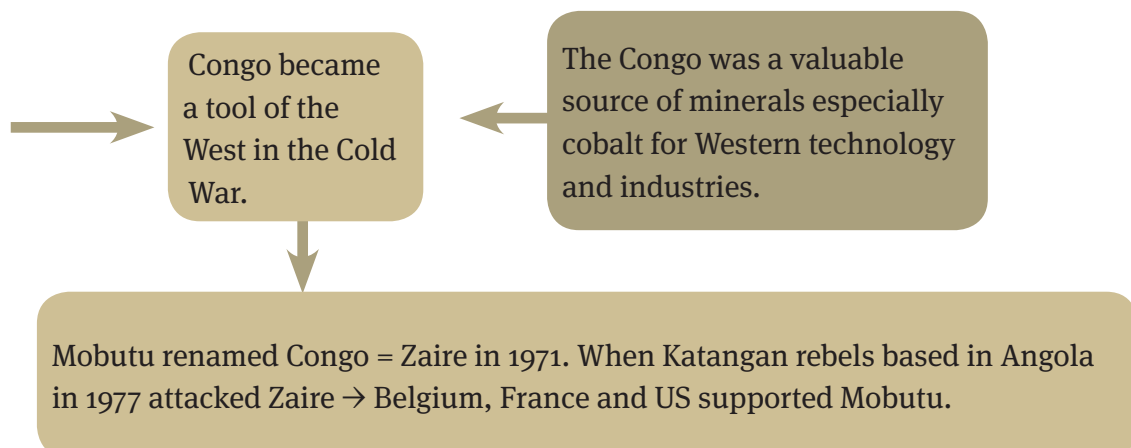 Congo became
a tool of the
West in the Cold
War.
The Congo was a valuable
source of minerals especially
cobalt for Western technology
and industries.
Mobutu renamed Congo = Zaire in 1971. When Katangan rebels based in Angola
in 1977 attacked Zaire → Belgium, France and US supported Mobutu.